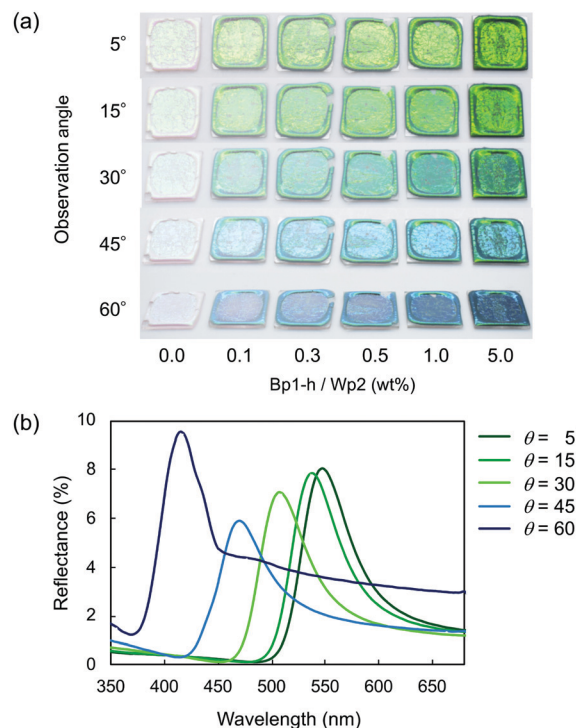 (a)
Observation angle
5°
15°
30°
45°
60°
0.0 0.1 0.3 0.5 1.0 5.0
Bp1-h / Wp2 (wt%)
(b)
Reflectance (%)
10
8
6
4
2
0
350 400 450 500 550 600 650
Wavelength (nm)
θ = 5
θ = 15
θ = 30
θ = 45
θ = 60